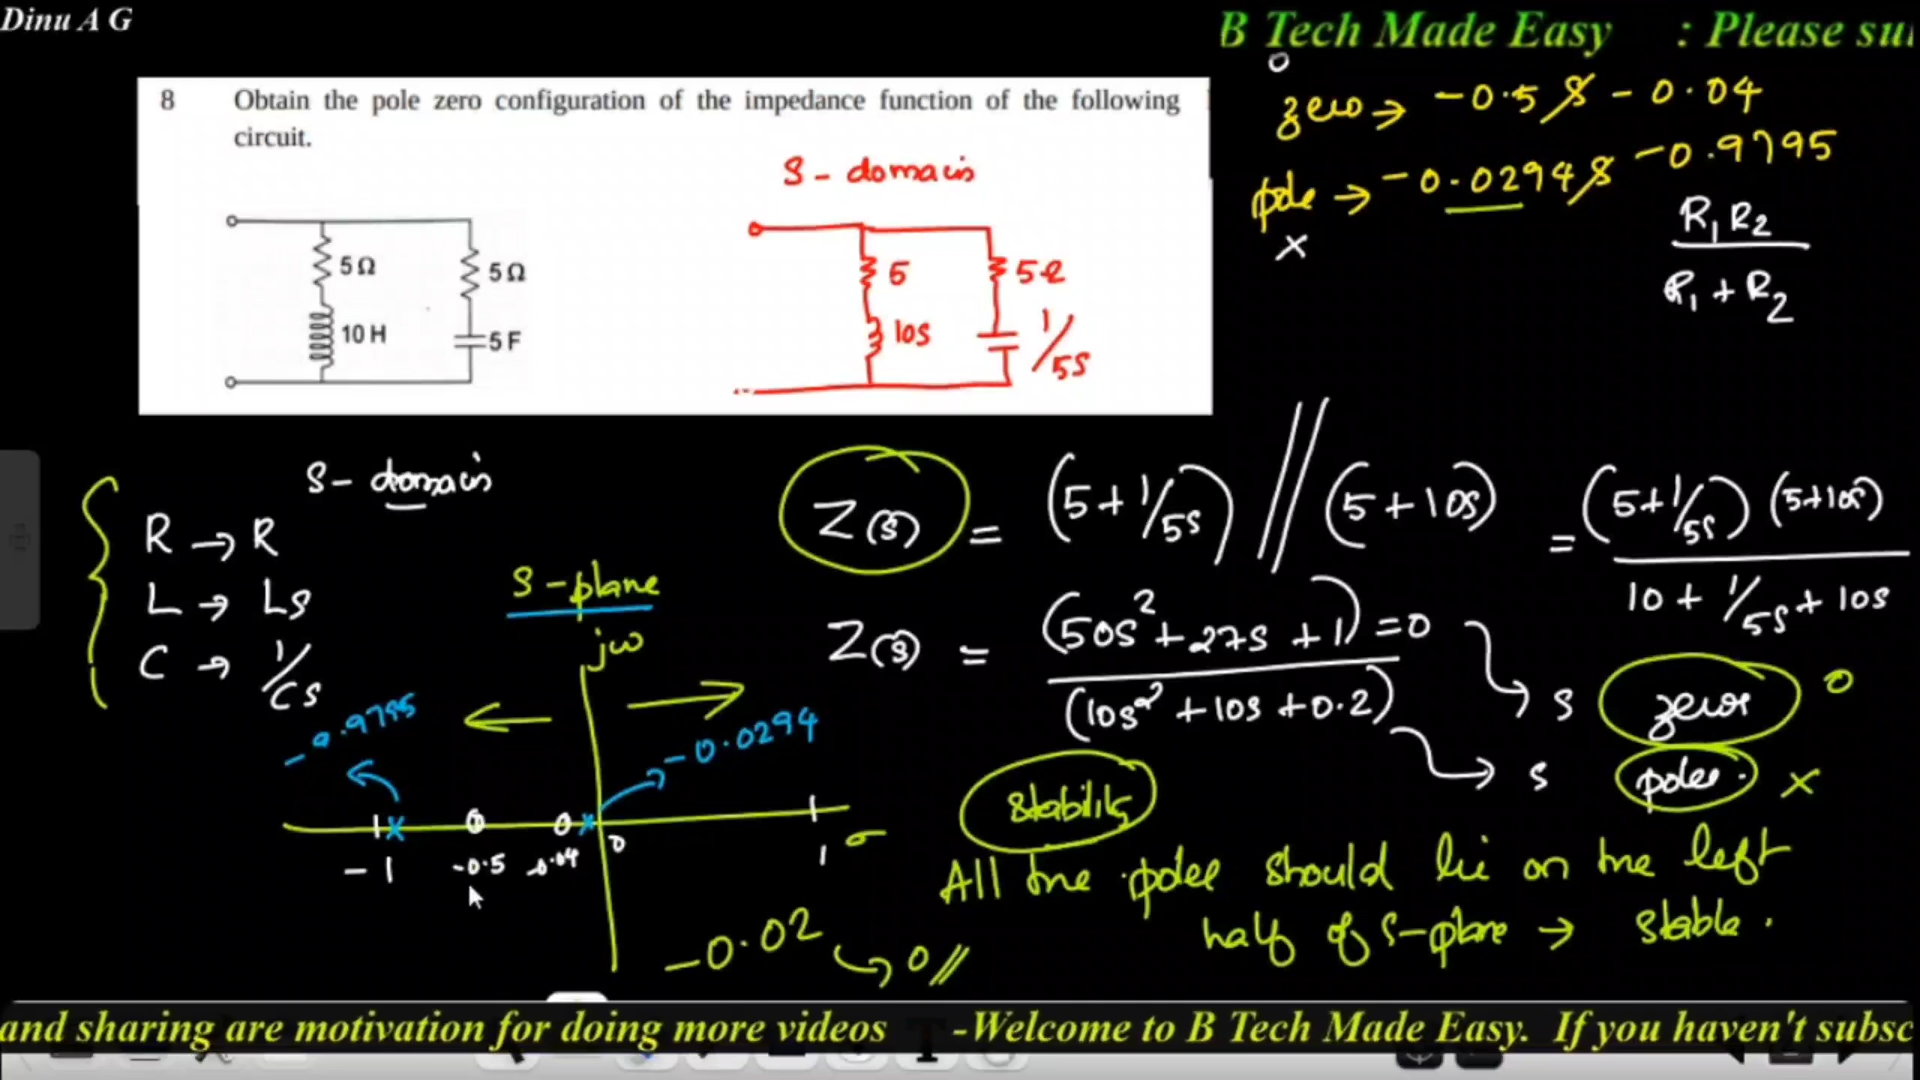 Dinu A G
B Tech Made Easy : Please su
8 Obtain the pole zero configuration of the impedance function of the following
circuit.
5Ω
10 H
5Ω
5 F
S - domain
5
10s
5Ω
1/5s
o
zero → -0.5 & -0.04
pole → -0.0294 & -0.9795
x
R1 R2
R1 + R2
S - domain
R → R
L → Ls
C → 1/Cs
Z(s) = (5+1/5s) // (5+10s) = (5+1/5s) (5+10s)
10 + 1/5s + 10s
Z(s) = (50s² + 27s + 1) = 0
(10s² + 10s + 0.2)
s zeros o
s poles. x
S - plane
jω
-0.9795
-0.0294
-1
-0.5
-0.04
0
1
σ
-0.02
→ 0//
Stability
All the poles should lie on the left
half of s-plane → stable.
and sharing are motivation for doing more videos -Welcome to B Tech Made Easy. If you haven't subsc